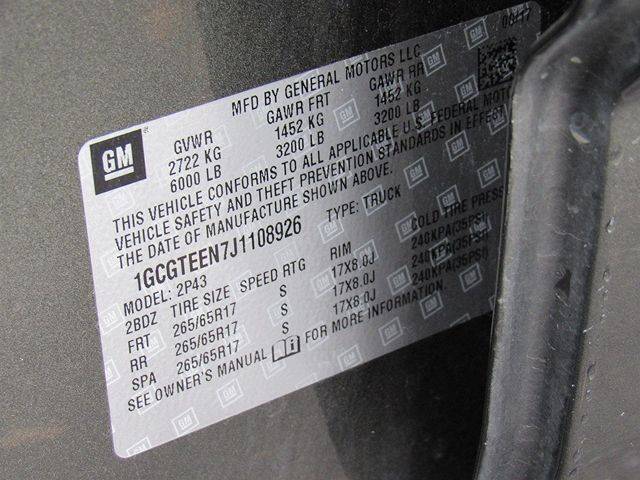 MFD BY GENERAL MOTORS LLC
GM
GVWR GAWR FRT GAWR RR
2722 KG 1452 KG 1452 KG
6000 LB 3200 LB 3200 LB
THIS VEHICLE CONFORMS TO ALL APPLICABLE U.S. FEDERAL MOTO
VEHICLE SAFETY AND THEFT PREVENTION STANDARDS IN EFFECT
THE DATE OF MANUFACTURE SHOWN ABOVE.
1GCGTEEN7J1108926 TYPE: TRUCK
MODEL: 2P43
2BDZ TIRE SIZE SPEED RTG RIM COLD TIRE PRESS
FRT 265/65R17 S 17X8.0J 240KPA(35PSI)
RR 265/65R17 S 17X8.0J 240KPA(35PSI)
SPA 265/65R17 S 17X8.0J 240KPA(35PSI)
SEE OWNER'S MANUAL FOR MORE INFORMATION.